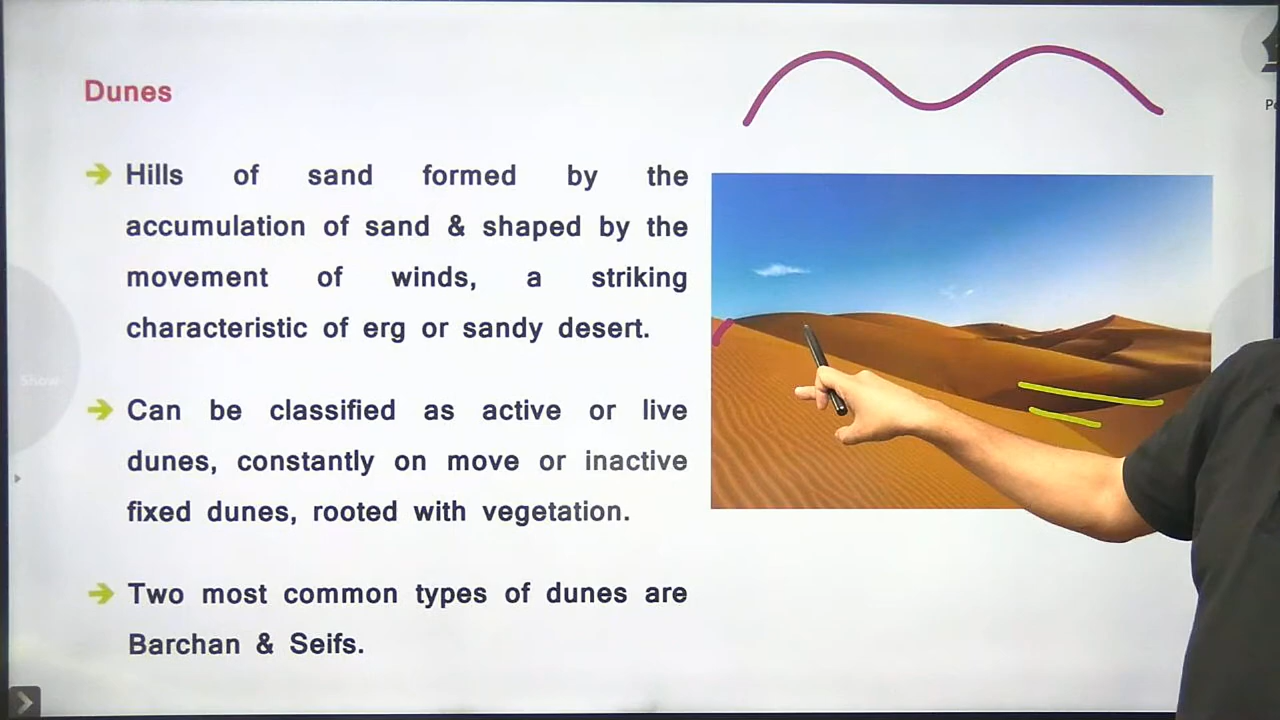 Dunes
Hills of sand formed by the
accumulation of sand & shaped by the
movement of winds, a striking
characteristic of erg or sandy desert.
Can be classified as active or live
dunes, constantly on move or inactive
fixed dunes, rooted with vegetation.
Two most common types of dunes are
Barchan & Seifs.
Show